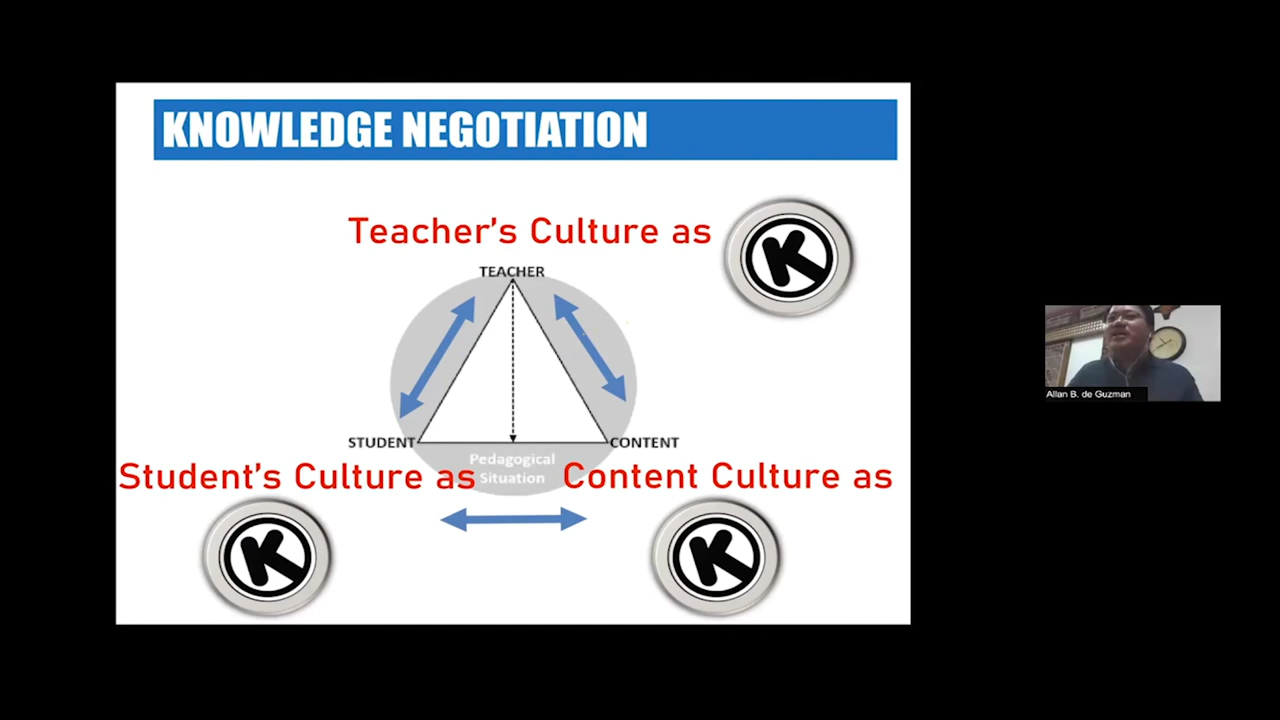 KNOWLEDGE NEGOTIATION
Teacher's Culture as K
TEACHER
STUDENT
CONTENT
Pedagogical
Situation
Student's Culture as
Content Culture as
K
K
Allan B. de Guzman